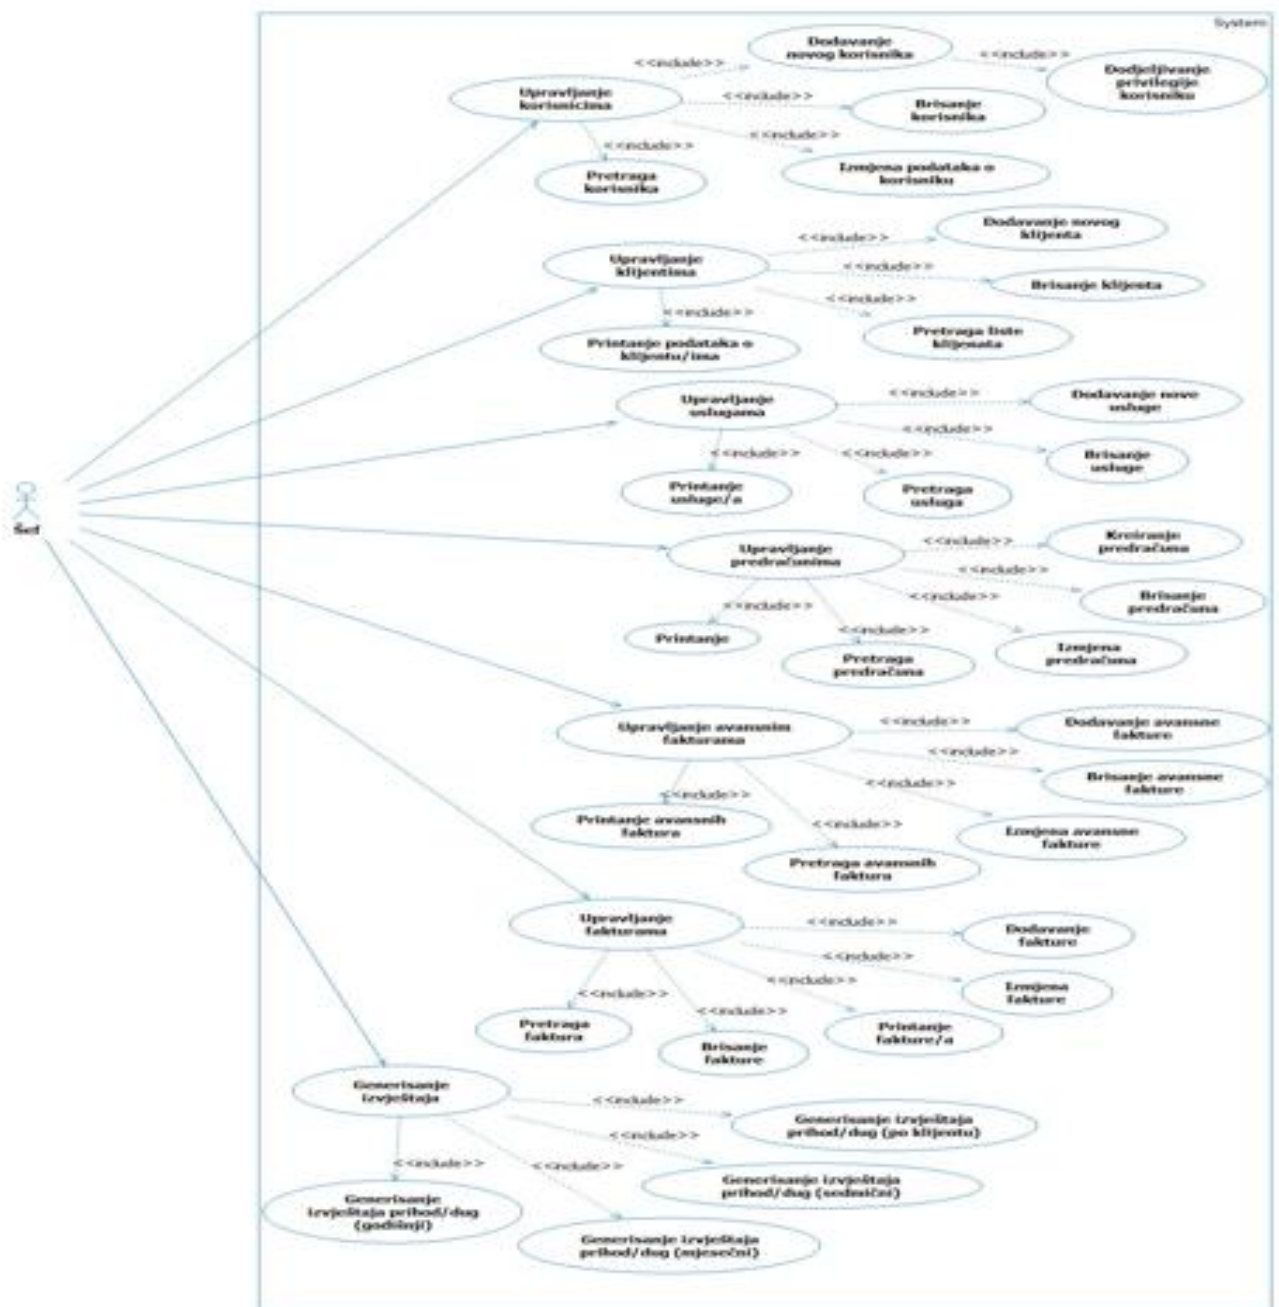 System
Dodavanje
novog korisnika
<<include>>
<<include>>
Dodjeljivanje
privilegije
korisniku
Upravljanje
korisnicima
<<include>>
Brisanje
korisnika
<<include>>
<<include>>
Izmjena podataka o
korisniku
Pretraga
korisnika
Dodavanje novog
klijenta
<<include>>
Upravljanje
klijentima
<<include>>
Brisanje klijenta
<<include>>
<<include>>
Pretraga liste
klijenata
Printanje podataka o
klijentu/ima
Upravljanje
uslugama
<<include>>
Dodavanje nove
usluge
<<include>>
Brisanje
usluge
<<include>>
<<include>>
Printanje
usluge/a
Pretraga
usluga
Šef
Upravljanje
predračunima
<<include>>
Kreiranje
predračuna
<<include>>
Brisanje
predračuna
<<include>>
<<include>>
<<include>>
Printanje
Pretraga
predračuna
Izmjena
predračuna
Upravljanje avansnim
fakturama
<<include>>
Dodavanje avansne
fakture
<<include>>
Brisanje avansne
fakture
<<include>>
<<include>>
<<include>>
Printanje avansnih
faktura
Izmjena avansne
fakture
Pretraga avansnih
faktura
Upravljanje
fakturama
<<include>>
Dodavanje
fakture
<<include>>
Izmjena
fakture
<<include>>
<<include>>
<<include>>
Pretraga
faktura
Brisanje
fakture
Printanje
fakture/a
Generisanje
izvještaja
<<include>>
Generisanje izvještaja
prihod/dug (po klijentu)
<<include>>
Generisanje izvještaja
prihod/dug (sedmični)
<<include>>
<<include>>
Generisanje
izvještaja prihod/dug
(godišnji)
Generisanje izvještaja
prihod/dug (mjesečni)